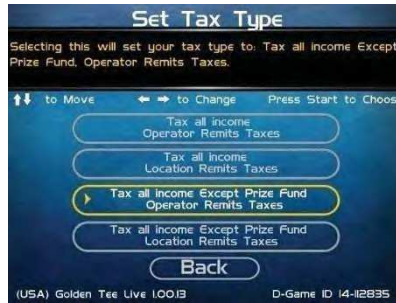 Set Tax Type
Selecting this will set your tax type to: Tax all income Except
Prize Fund, Operator Remits Taxes.
↑↓ to Move ← → to Change Press Start to Choos
Tax all income
Operator Remits Taxes
Tax all income
Location Remits Taxes
Tax all income Except Prize Fund
Operator Remits Taxes
Tax all income Except Prize Fund
Location Remits Taxes
Back
(USA) Golden Tee Live 1.00.13 D-Game ID 14-112835